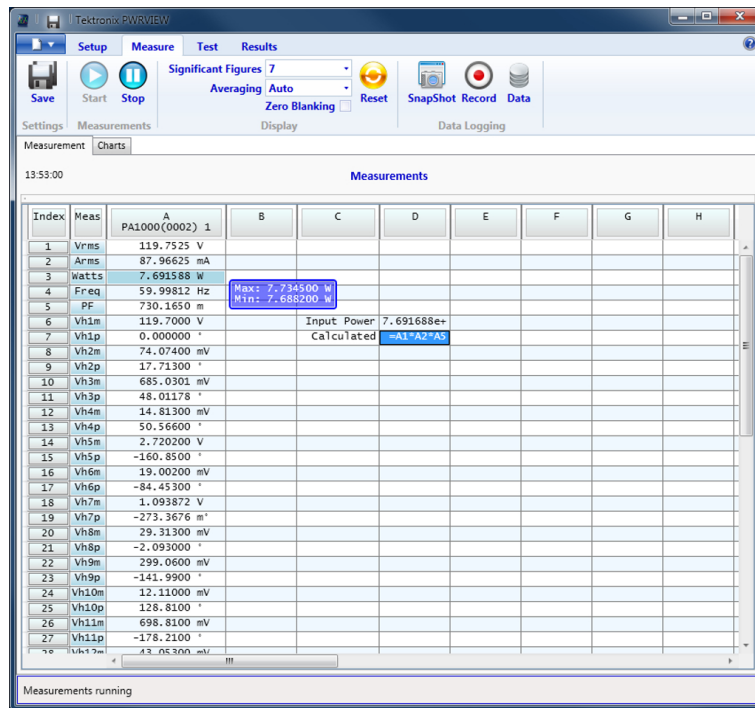 Tektronix PWRVIEW
Setup Measure Test Results
Significant Figures 7
Averaging Auto
Zero Blanking
Save Start Stop Reset SnapShot Record Data
Settings Measurements Display Data Logging
Measurement Charts
13:53:00 Measurements
Index Meas A B C D E F G H
PA1000(0002) 1
1 Vrms 119.7525 V
2 Arms 87.96625 mA
3 Watts 7.691588 W
4 Freq 59.99812 Hz
Max: 7.734500 W
Min: 7.688200 W
5 PF 730.1650 m
6 Vh1m 119.7000 V Input Power 7.691688e+
7 Vh1p 0.000000 ° Calculated =A1*A2*A5
8 Vh2m 74.07400 mV
9 Vh2p 17.71300 °
10 Vh3m 685.0301 mV
11 Vh3p 48.01178 °
12 Vh4m 14.81300 mV
13 Vh4p 50.56600 °
14 Vh5m 2.720200 V
15 Vh5p -160.8500 °
16 Vh6m 19.00200 mV
17 Vh6p -84.45300 °
18 Vh7m 1.093872 V
19 Vh7p -273.3676 m°
20 Vh8m 29.31300 mV
21 Vh8p -2.093000 °
22 Vh9m 299.0600 mV
23 Vh9p -141.9900 °
24 Vh10m 12.11000 mV
25 Vh10p 128.8100 °
26 Vh11m 698.8100 mV
27 Vh11p -178.2100 °
28 Vh12m 43.05300 mV
Measurements running